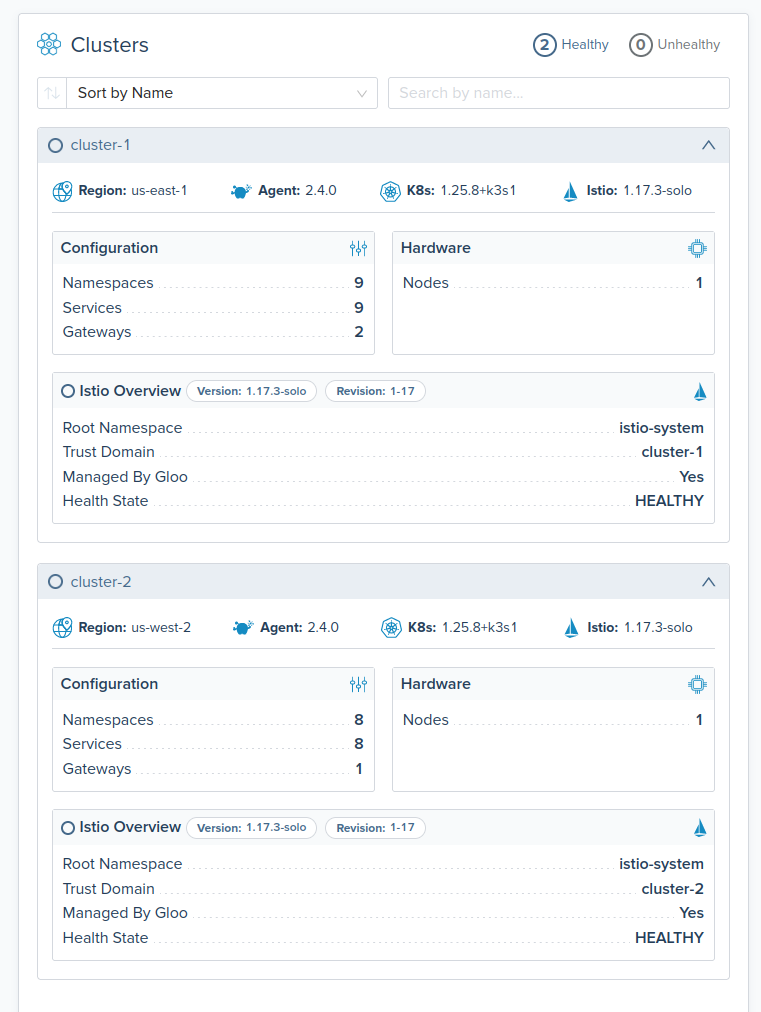 Clusters
2 Healthy 0 Unhealthy
Sort by Name
Search by name...
cluster-1
Region: us-east-1 Agent: 2.4.0 K8s: 1.25.8+k3s1 Istio: 1.17.3-solo
Configuration
Namespaces 9
Services 9
Gateways 2
Hardware
Nodes 1
Istio Overview Version: 1.17.3-solo Revision: 1-17
Root Namespace istio-system
Trust Domain cluster-1
Managed By Gloo Yes
Health State HEALTHY
cluster-2
Region: us-west-2 Agent: 2.4.0 K8s: 1.25.8+k3s1 Istio: 1.17.3-solo
Configuration
Namespaces 8
Services 8
Gateways 1
Hardware
Nodes 1
Istio Overview Version: 1.17.3-solo Revision: 1-17
Root Namespace istio-system
Trust Domain cluster-2
Managed By Gloo Yes
Health State HEALTHY